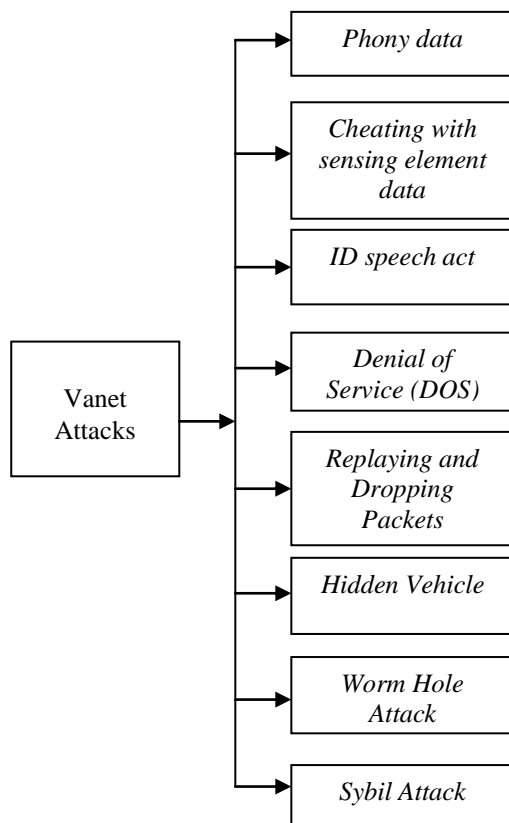 Phony data
Cheating with
sensing element
data
ID speech act
Vanet
Attacks
Denial of
Service (DOS)
Replaying and
Dropping
Packets
Hidden Vehicle
Worm Hole
Attack
Sybil Attack